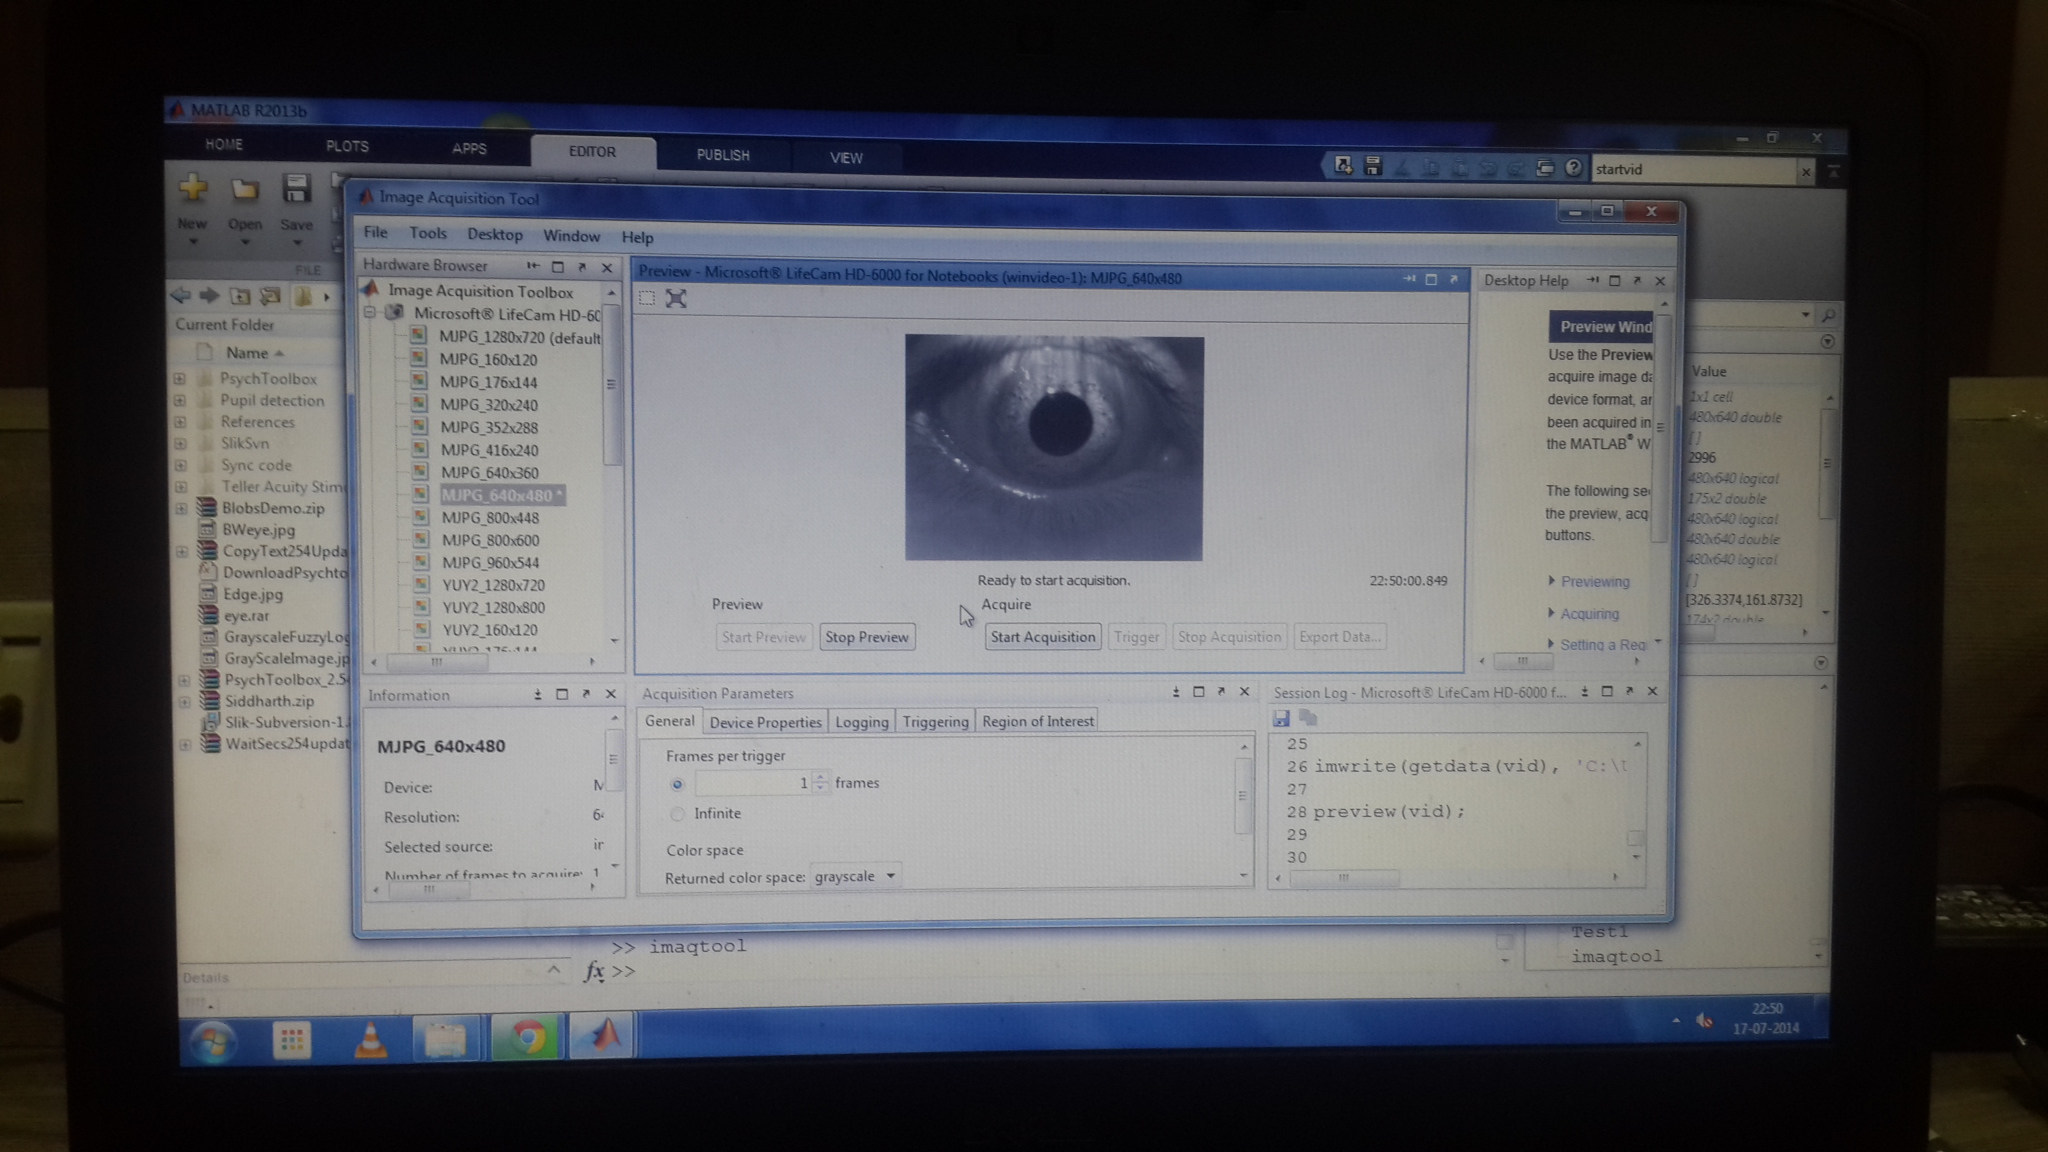 MATLAB R2013b
HOME PLOTS APPS EDITOR PUBLISH VIEW
startvid
New Open Save
FILE
Current Folder
Name
PsychToolbox
Pupil detection
References
SlikSvn
Sync code
Teller Acuity Stim
BlobsDemo.zip
BWeye.jpg
CopyText254Upda
DownloadPsychto
Edge.jpg
eye.rar
GrayscaleFuzzyLog
GrayScaleImage.jp
PsychToolbox_2.54
Siddharth.zip
Slik-Subversion-1.
WaitSecs254updat
Details
Image Acquisition Tool
File Tools Desktop Window Help
Hardware Browser
Image Acquisition Toolbox
Microsoft® LifeCam HD-60
MJPG_1280x720 (default
MJPG_160x120
MJPG_176x144
MJPG_320x240
MJPG_352x288
MJPG_416x240
MJPG_640x360
MJPG_640x480 *
MJPG_800x448
MJPG_800x600
MJPG_960x544
YUY2_1280x720
YUY2_1280x800
YUY2_160x120
YUY2_176x144
Preview - Microsoft® LifeCam HD-6000 for Notebooks (winvideo-1): MJPG_640x480
Ready to start acquisition.
22:50:00.849
Preview
Start Preview Stop Preview
Acquire
Start Acquisition Trigger Stop Acquisition Export Data...
Desktop Help
Preview Wind
Use the Preview
acquire image da
device format, ar
been acquired in
the MATLAB® W
The following se
the preview, acq
buttons.
Previewing
Acquiring
Setting a Reg
Value
1x1 cell
480x640 double
[]
2996
480x640 logical
175x2 double
480x640 logical
480x640 double
480x640 logical
[]
[326.3374,161.8732]
174x2 double
Information
MJPG_640x480
Device: M
Resolution: 64
Selected source: in
Number of frames to acquire: 1
Acquisition Parameters
General Device Properties Logging Triggering Region of Interest
Frames per trigger
1 frames
Infinite
Color space
Returned color space: grayscale
Session Log - Microsoft® LifeCam HD-6000 f...
25
26 imwrite(getdata(vid), 'C:\U
27
28 preview(vid);
29
30
>> imaqtool
fx >>
Test1
imaqtool
22:50
17-07-2014